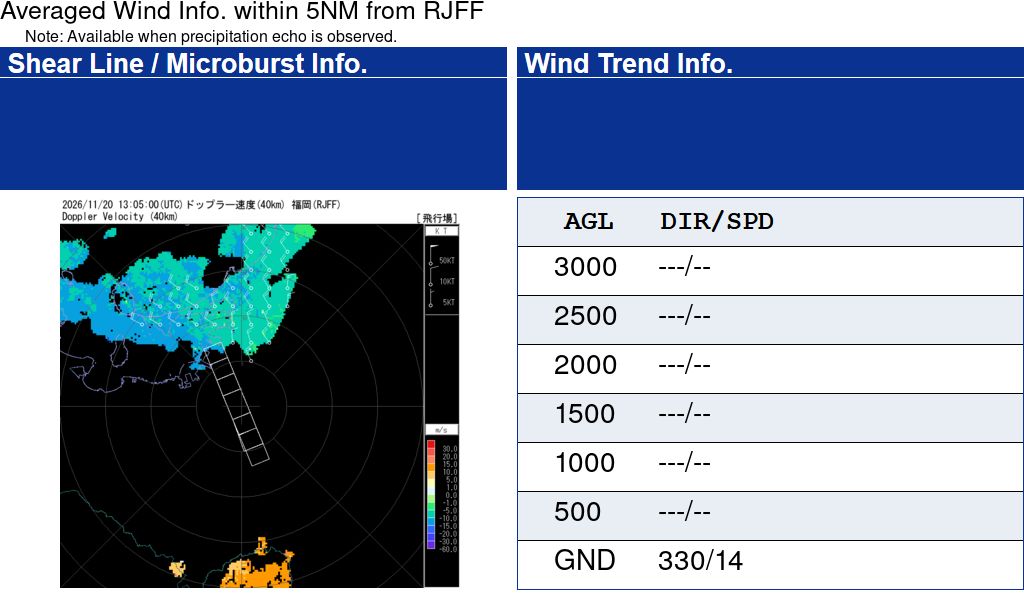 Averaged Wind Info. within 5NM from RJFF
Note: Available when precipitation echo is observed.
Shear Line / Microburst Info.
Wind Trend Info.
2026/11/20 13:05:00(UTC) ドップラー速度(40km) 福岡(RJFF)
Doppler Velocity (40km)
[飛行場]
KT
50KT
10KT
5KT
m/s
30.0
20.0
15.0
10.0
5.0
1.0
0.0
-1.0
-5.0
-10.0
-15.0
-20.0
-30.0
-60.0
AGL DIR/SPD
3000 ---/--
2500 ---/--
2000 ---/--
1500 ---/--
1000 ---/--
500 ---/--
GND 330/14